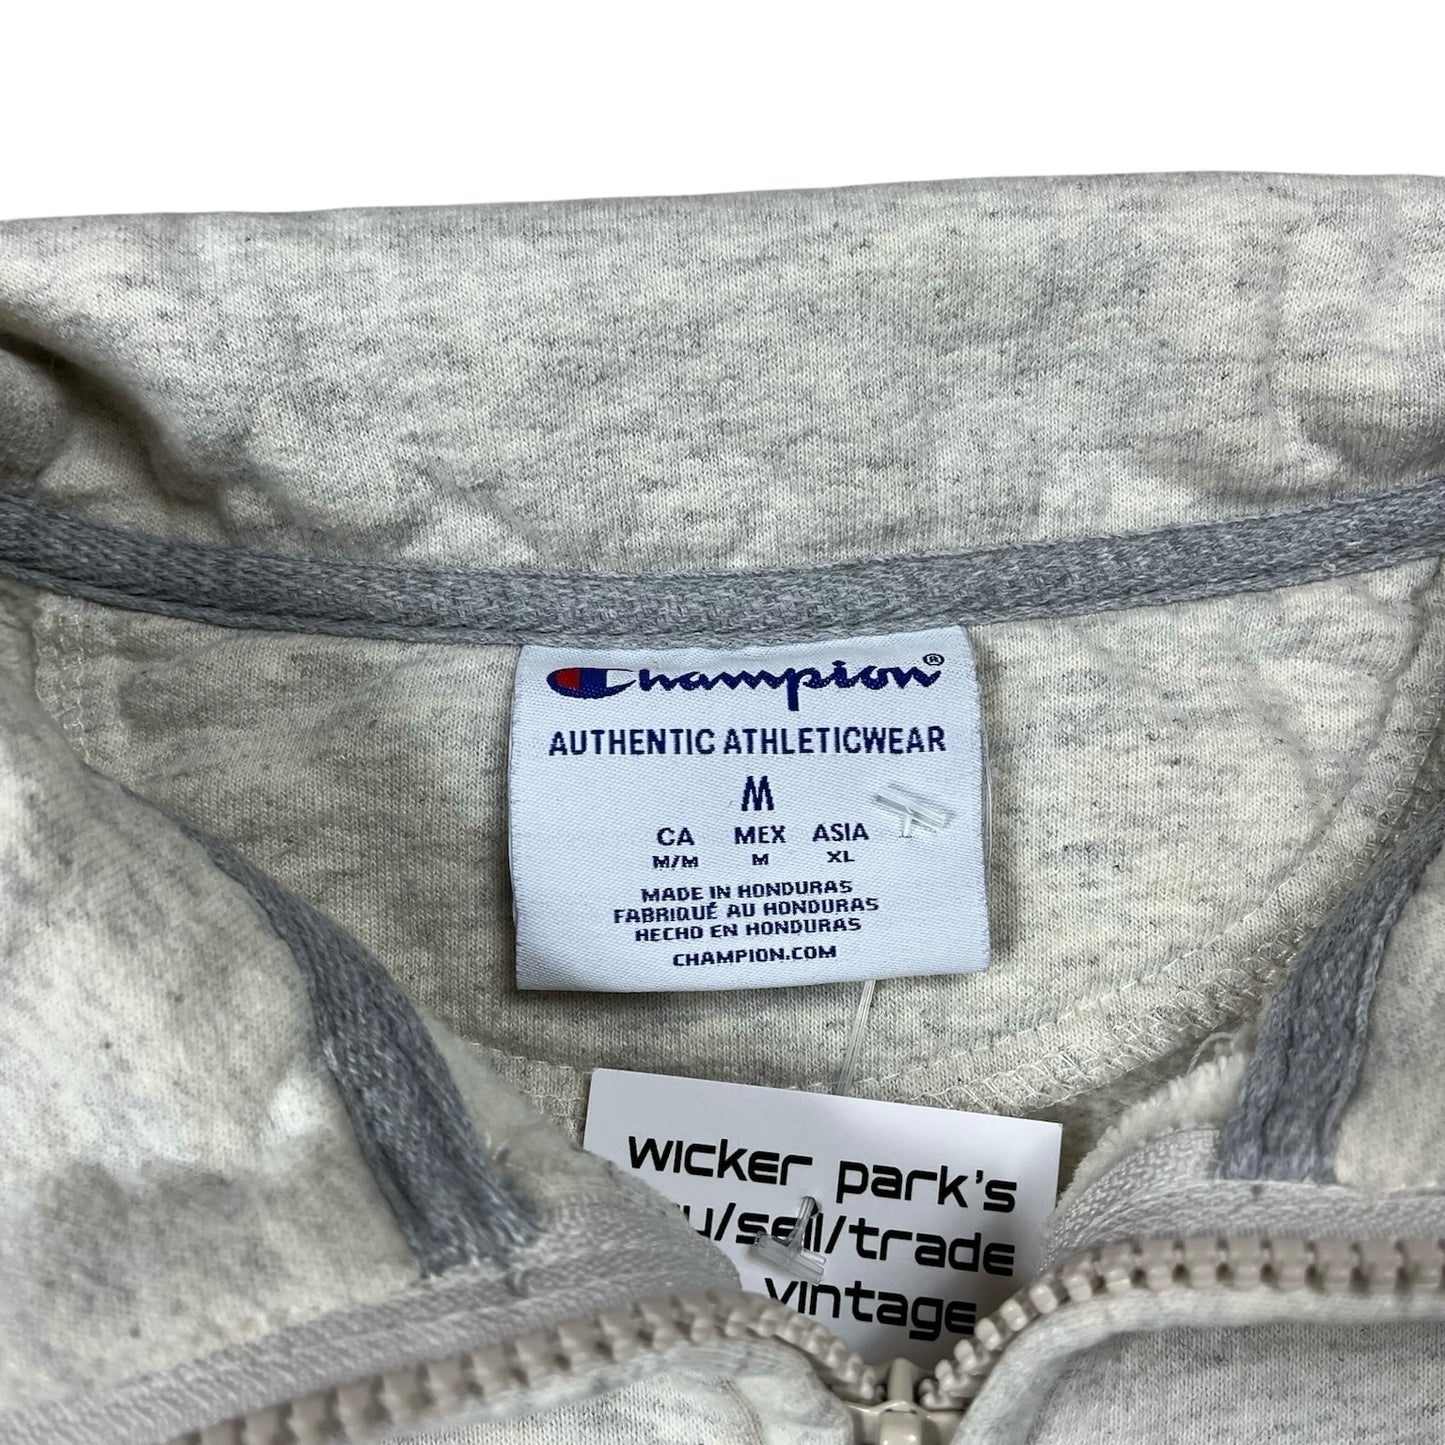 Champion®
AUTHENTIC ATHLETICWEAR
M
CA MEX ASIA
M/M M XL
MADE IN HONDURAS
FABRIQUÉ AU HONDURAS
HECHO EN HONDURAS
CHAMPION.COM
wicker park's
/sell/trade
vintage